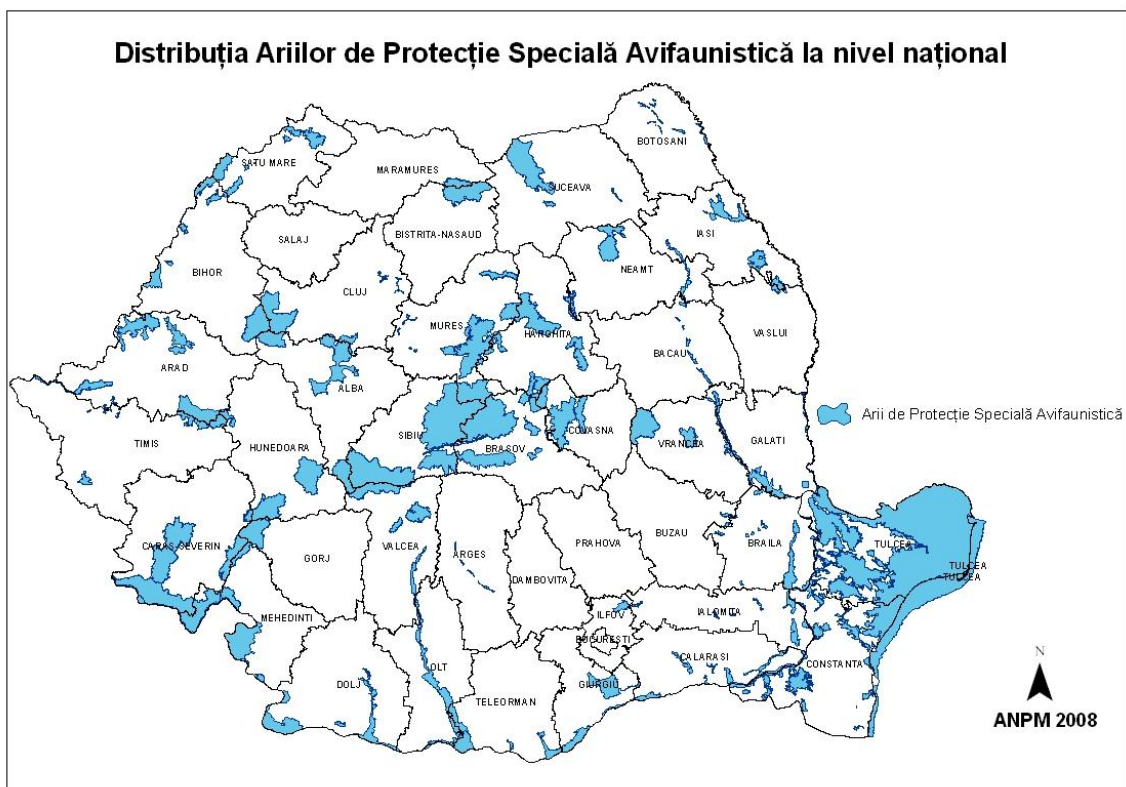 Distribuția Ariilor de Protecție Specială Avifaunistică la nivel național
BOTOSANI
SATU MARE
MARAMURES
SUCEAVA
SALAJ
BISTRITA-NASAUD
IASI
BIHOR
NEAMT
CLUJ
MURES
HARGHITA
VASLUI
BACAU
ARAD
ALBA
Arii de Protecție Specială Avifaunistică
TIMIS
HUNEDOARA
SIBIU
BRASOV
COVASNA
VRANCEA
GALATI
CARAS-SEVERIN
GORJ
VALCEA
ARGES
PRAHOVA
BUZAU
BRAILA
TULCEA
TULCEA
TULCEA
DAMBOVITA
MEHEDINTI
ILFOV
IALOMITA
BUCURESTI
CALARASI
CONSTANTA
OLT
DOLJ
TELEORMAN
GIURGIU
N
ANPM 2008